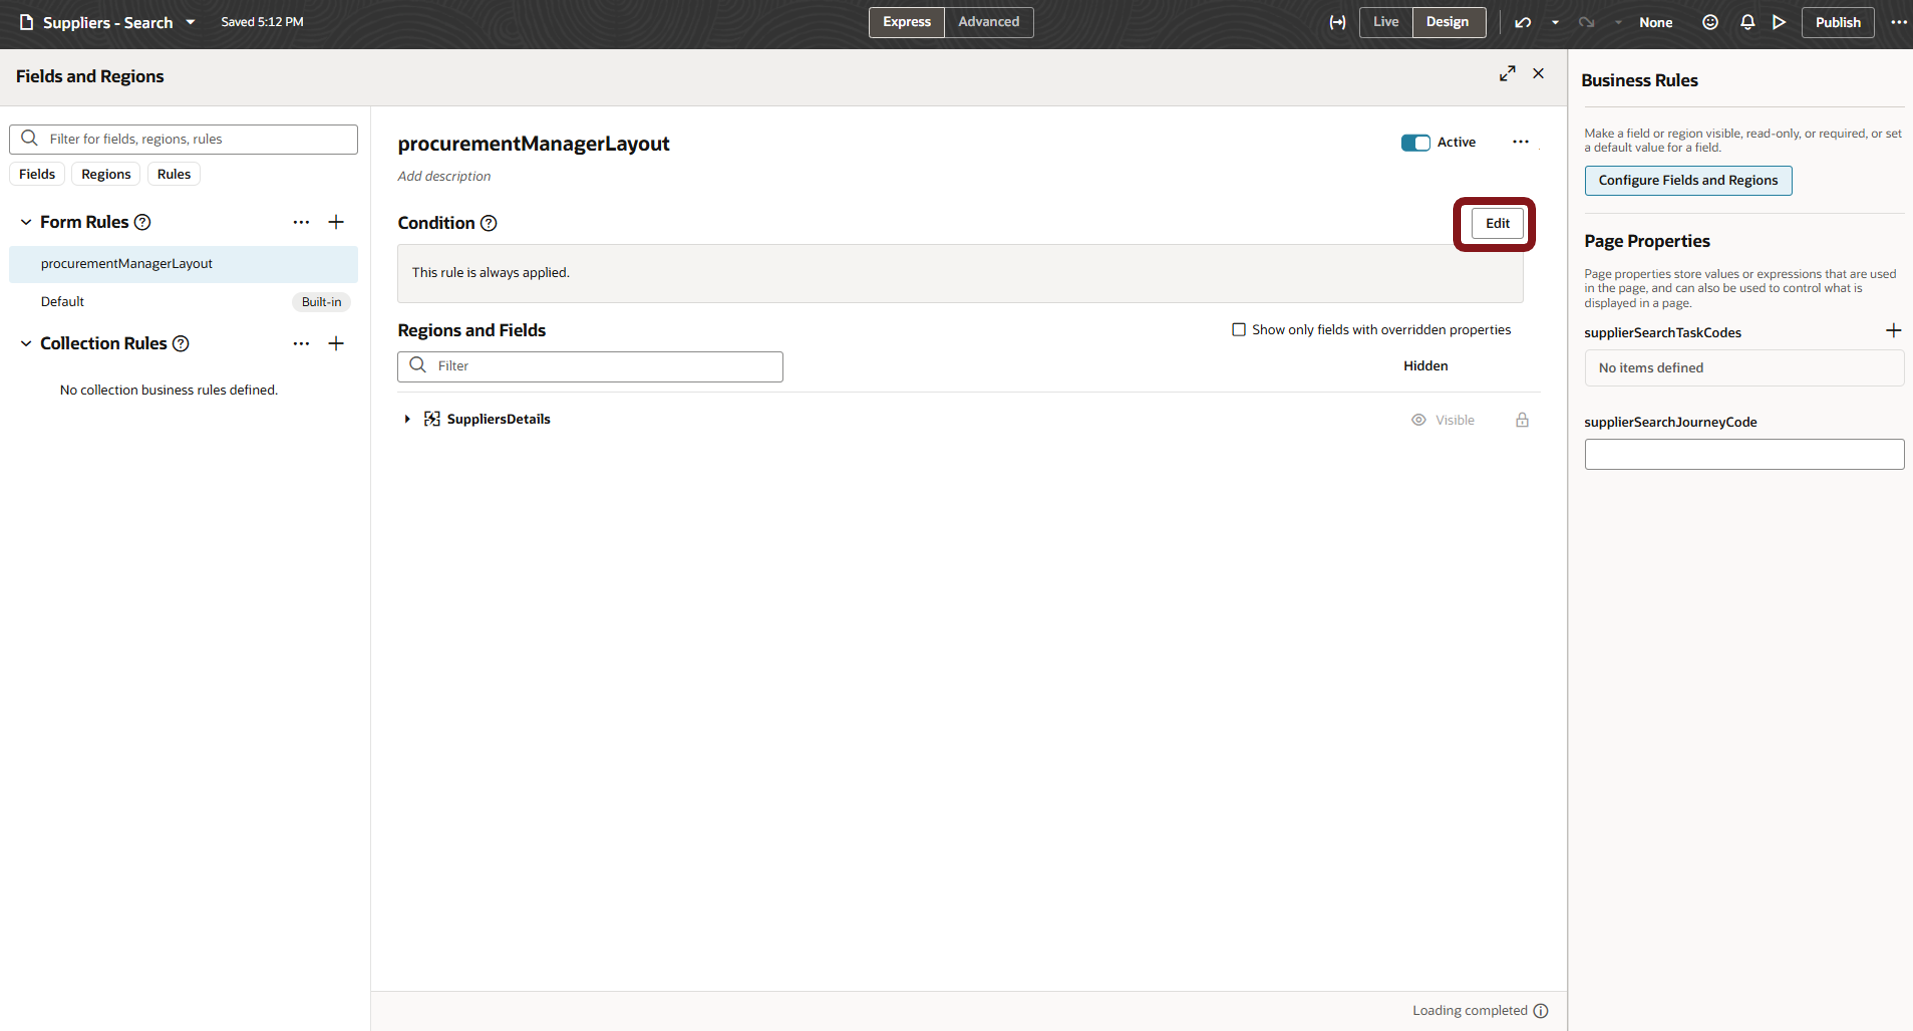 Suppliers - Search
Saved 5:12 PM
Express
Advanced
Live
Design
None
Publish
Fields and Regions
Filter for fields, regions, rules
Fields
Regions
Rules
Form Rules
procurementManagerLayout
Default
Built-in
Collection Rules
No collection business rules defined.
procurementManagerLayout
Active
Add description
Condition
Edit
This rule is always applied.
Regions and Fields
Show only fields with overridden properties
Filter
Hidden
SuppliersDetails
Visible
Loading completed
Business Rules
Make a field or region visible, read-only, or required, or set
a default value for a field.
Configure Fields and Regions
Page Properties
Page properties store values or expressions that are used
in the page, and can also be used to control what is
displayed in a page.
supplierSearchTaskCodes
No items defined
supplierSearchJourneyCode